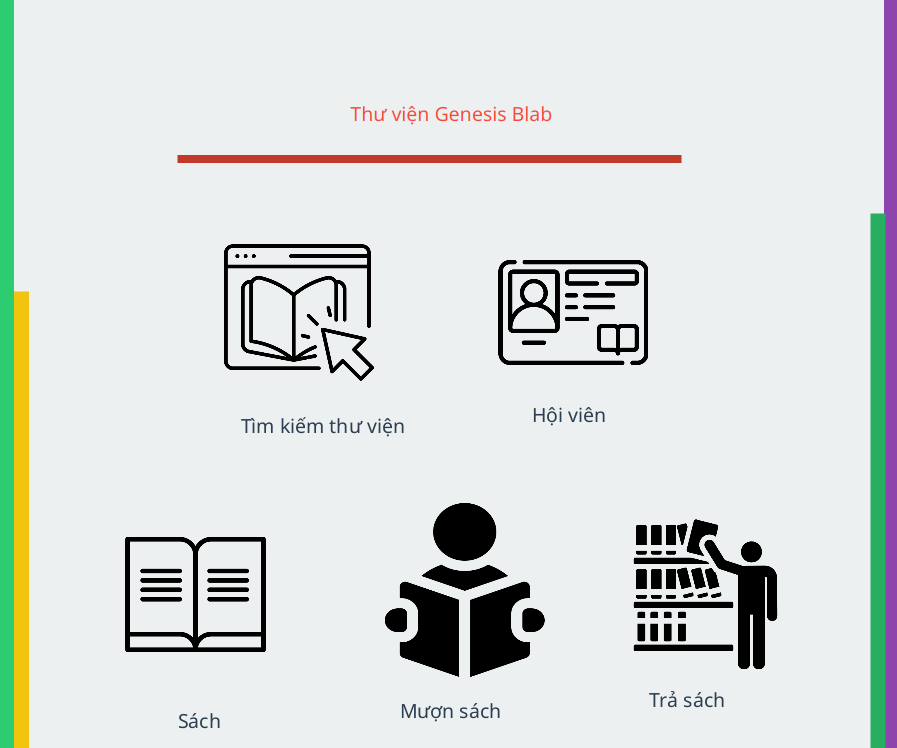 Thư viện Genesis Blab
Tìm kiếm thư viện
Hội viên
Sách
Mượn sách
Trả sách